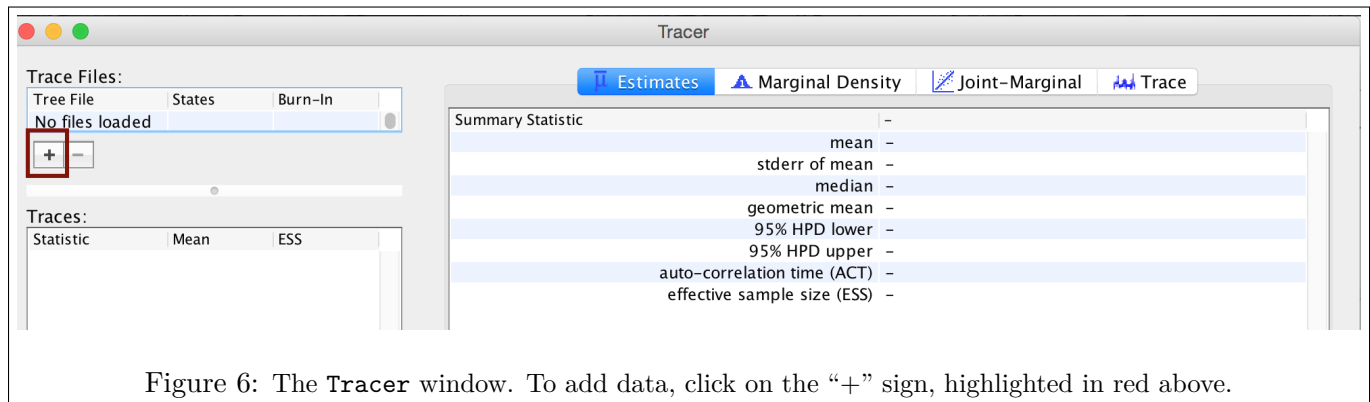 Tracer
Trace Files:
Tree File States Burn-In
No files loaded
+ -
Traces:
Statistic Mean ESS
μ Estimates Marginal Density Joint-Marginal Trace
Summary Statistic -
mean -
stderr of mean -
median -
geometric mean -
95% HPD lower -
95% HPD upper -
auto-correlation time (ACT) -
effective sample size (ESS) -
Figure 6: The Tracer window. To add data, click on the “+” sign, highlighted in red above.